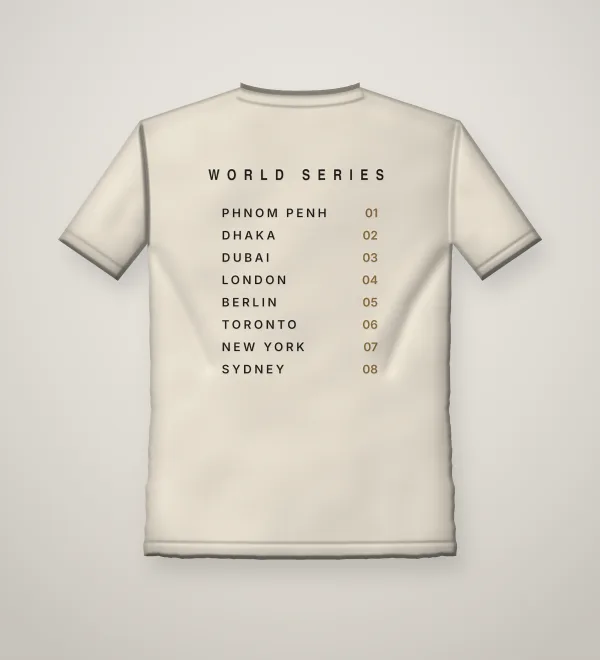 WORLD SERIES
PHNOM PENH 01
DHAKA 02
DUBAI 03
LONDON 04
BERLIN 05
TORONTO 06
NEW YORK 07
SYDNEY 08